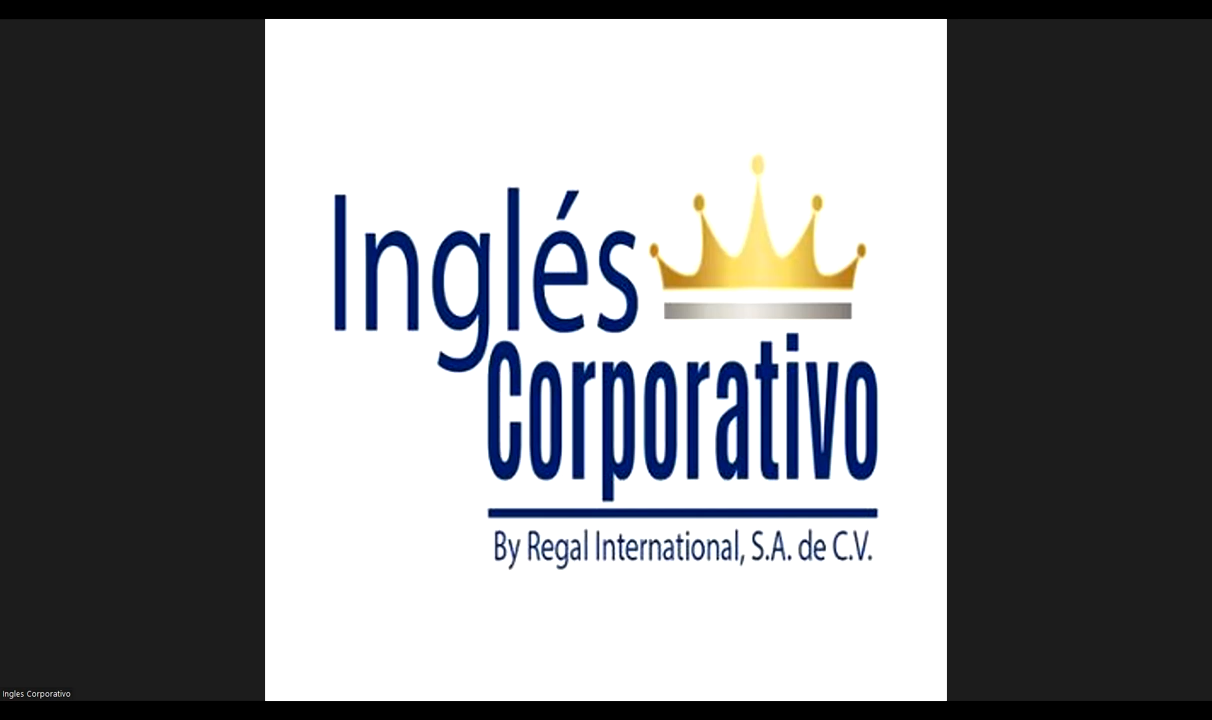 Inglés
Corporativo
By Regal International, S.A. de C.V.
Ingles Corporativo